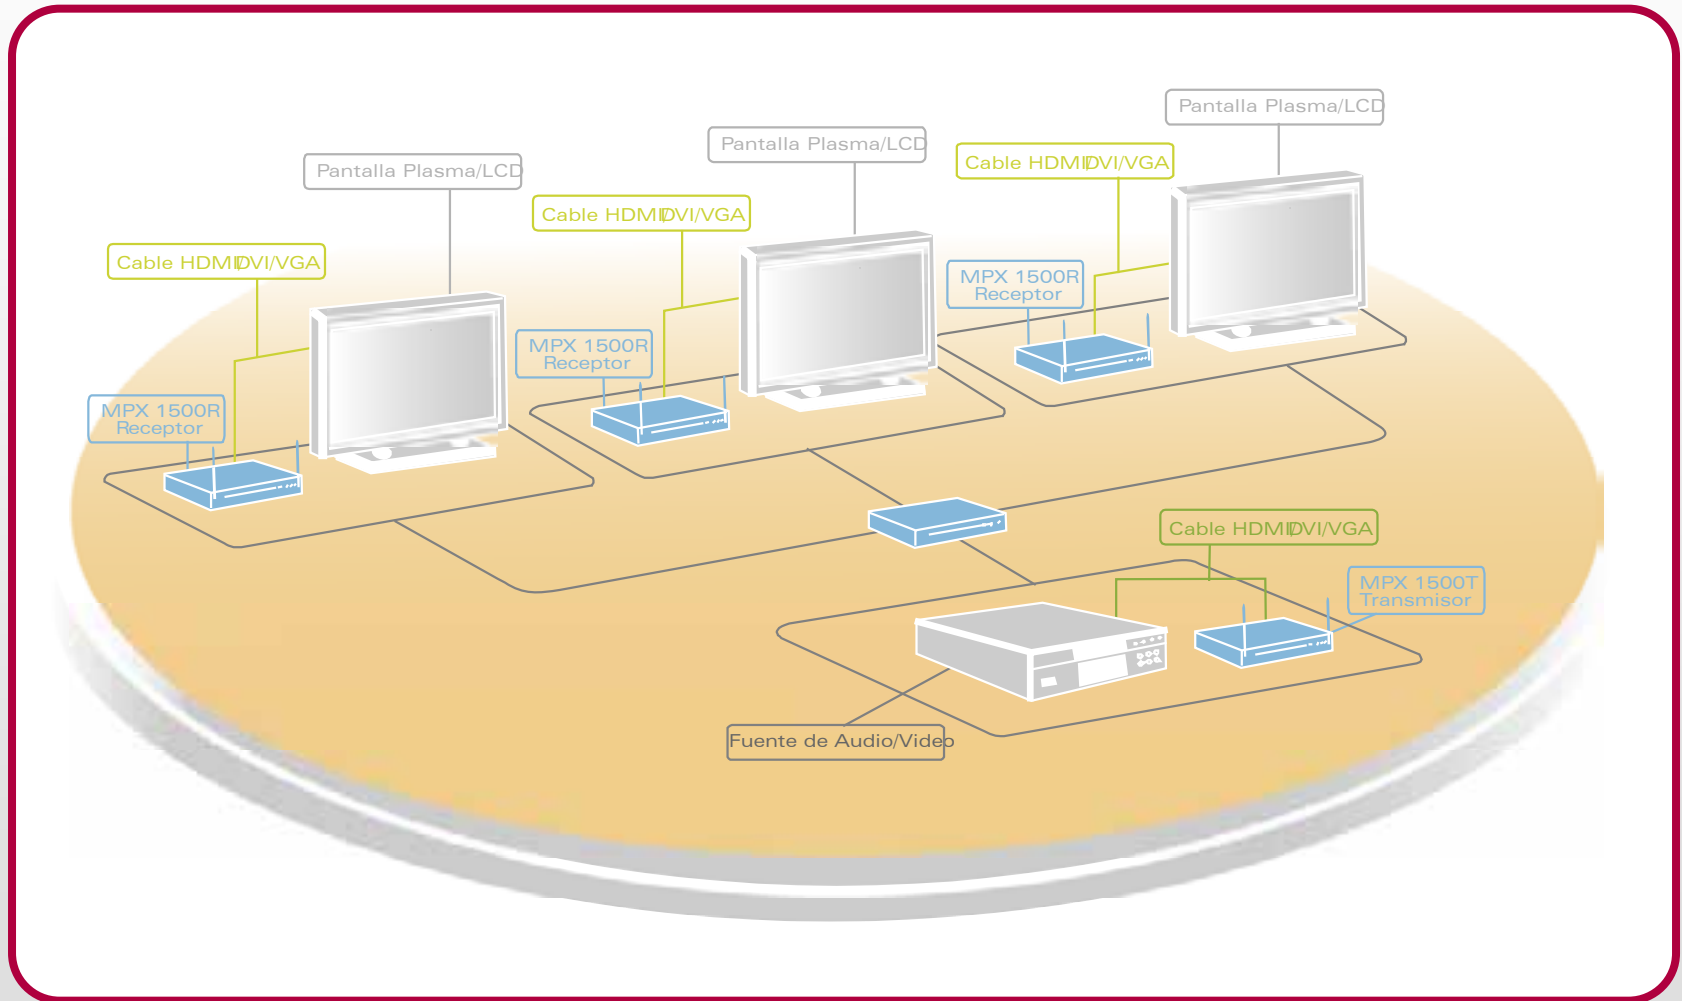 Pantalla Plasma/LCD
Pantalla Plasma/LCD
Pantalla Plasma/LCD
Cable HDMI/DVI/VGA
Cable HDMI/DVI/VGA
Cable HDMI/DVI/VGA
MPX 1500R
Receptor
MPX 1500R
Receptor
MPX 1500R
Receptor
Cable HDMI/DVI/VGA
MPX 1500T
Transmisor
Fuente de Audio/Video